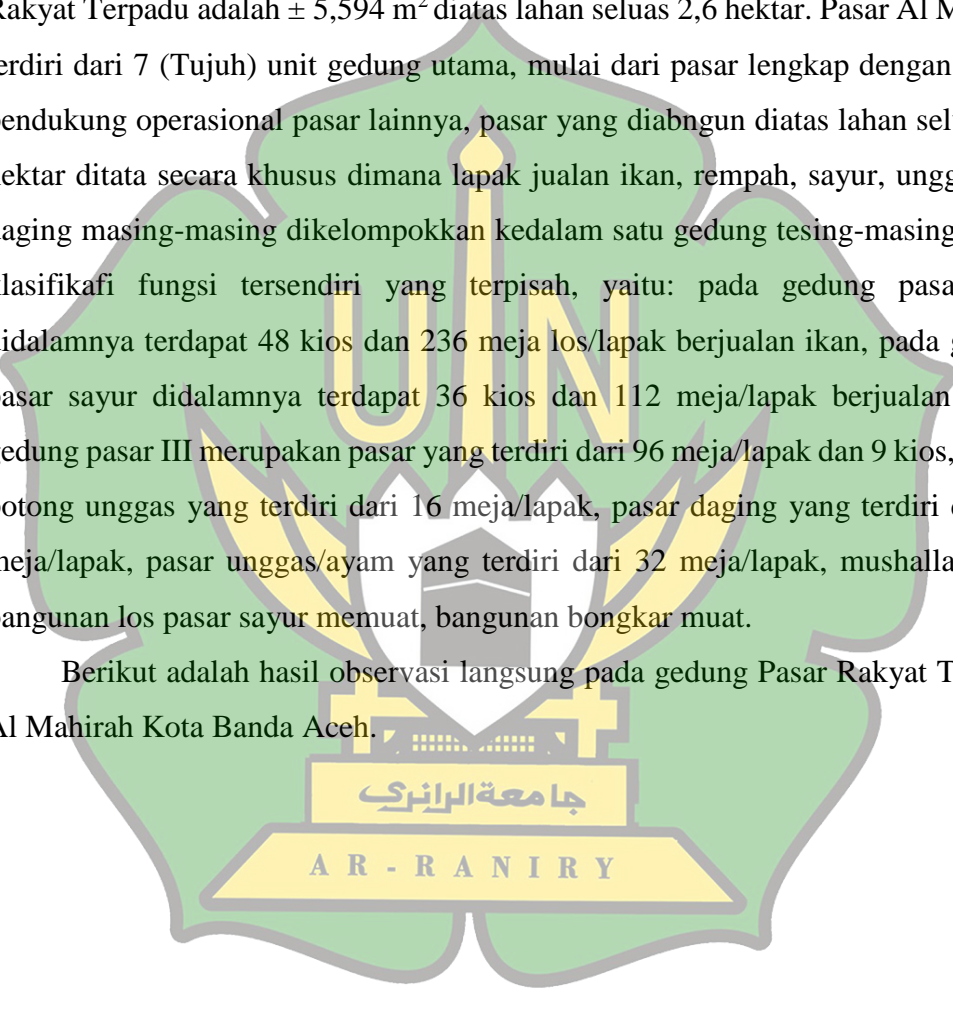 Rakyat Terpadu adalah ± 5,594 m² diatas lahan seluas 2,6 hektar. Pasar Al M
terdiri dari 7 (Tujuh) unit gedung utama, mulai dari pasar lengkap dengan
pendukung operasional pasar lainnya, pasar yang diabngun diatas lahan selu
hektar ditata secara khusus dimana lapak jualan ikan, rempah, sayur, ungg
daging masing-masing dikelompokkan kedalam satu gedung tesing-masing
klasifikafi fungsi tersendiri yang terpisah, yaitu: pada gedung pasa
didalamnya terdapat 48 kios dan 236 meja los/lapak berjualan ikan, pada g
pasar sayur didalamnya terdapat 36 kios dan 112 meja/lapak berjualan
gedung pasar III merupakan pasar yang terdiri dari 96 meja/lapak dan 9 kios,
potong unggas yang terdiri dari 16 meja/lapak, pasar daging yang terdiri
meja/lapak, pasar unggas/ayam yang terdiri dari 32 meja/lapak, mushalla
bangunan los pasar sayur memuat, bangunan bongkar muat.
Berikut adalah hasil observasi langsung pada gedung Pasar Rakyat T
Al Mahirah Kota Banda Aceh.
UIN
جامعةالرانري
AR-RANIRY